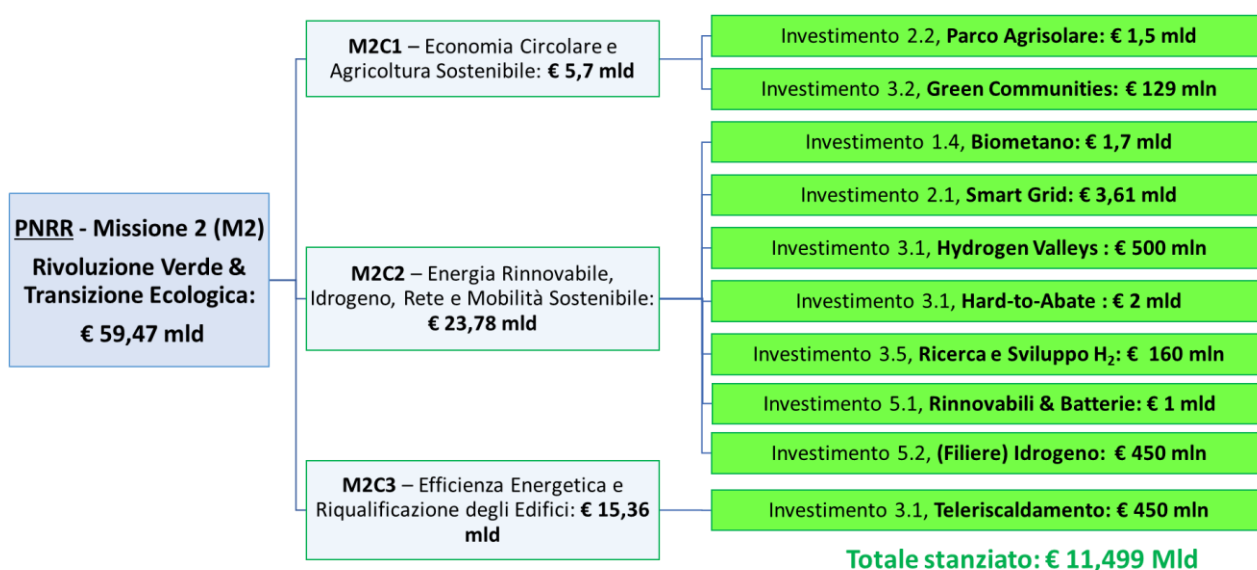 PNRR - Missione 2 (M2)
Rivoluzione Verde &
Transizione Ecologica:
€ 59,47 mld
M2C1 – Economia Circolare e
Agricoltura Sostenibile: € 5,7 mld
Investimento 2.2, Parco Agrisolare: € 1,5 mld
Investimento 3.2, Green Communities: € 129 mln
M2C2 – Energia Rinnovabile,
Idrogeno, Rete e Mobilità Sostenibile:
€ 23,78 mld
Investimento 1.4, Biometano: € 1,7 mld
Investimento 2.1, Smart Grid: € 3,61 mld
Investimento 3.1, Hydrogen Valleys : € 500 mln
Investimento 3.1, Hard-to-Abate : € 2 mld
Investimento 3.5, Ricerca e Sviluppo H₂: € 160 mln
Investimento 5.1, Rinnovabili & Batterie: € 1 mld
Investimento 5.2, (Filiere) Idrogeno: € 450 mln
M2C3 – Efficienza Energetica e
Riqualificazione degli Edifici: € 15,36
mld
Investimento 3.1, Teleriscaldamento: € 450 mln
Totale stanziato: € 11,499 Mld